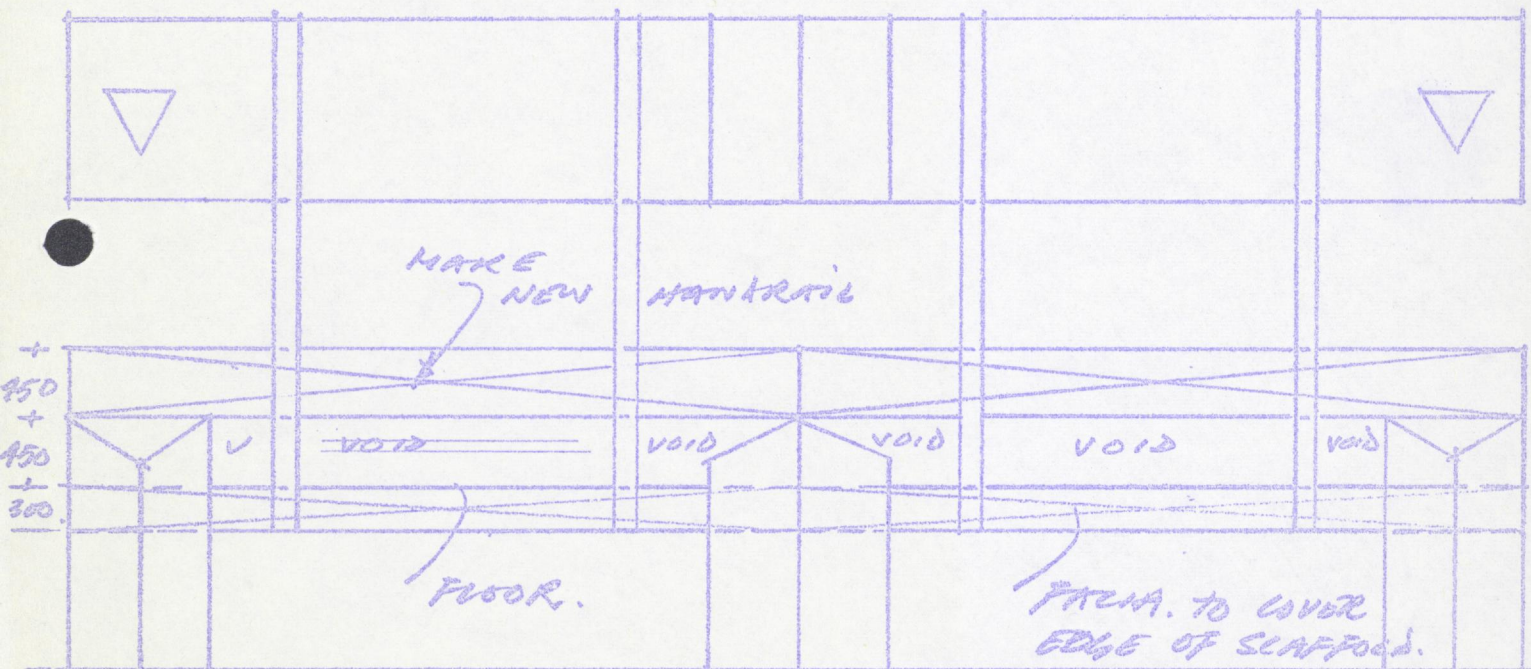 MAKE
NEW HANDRAIL
450
450
300
V VOID VOID VOID VOID VOID
FLOOR.
FACIA. TO COVER
EDGE OF SCAFFOLD.